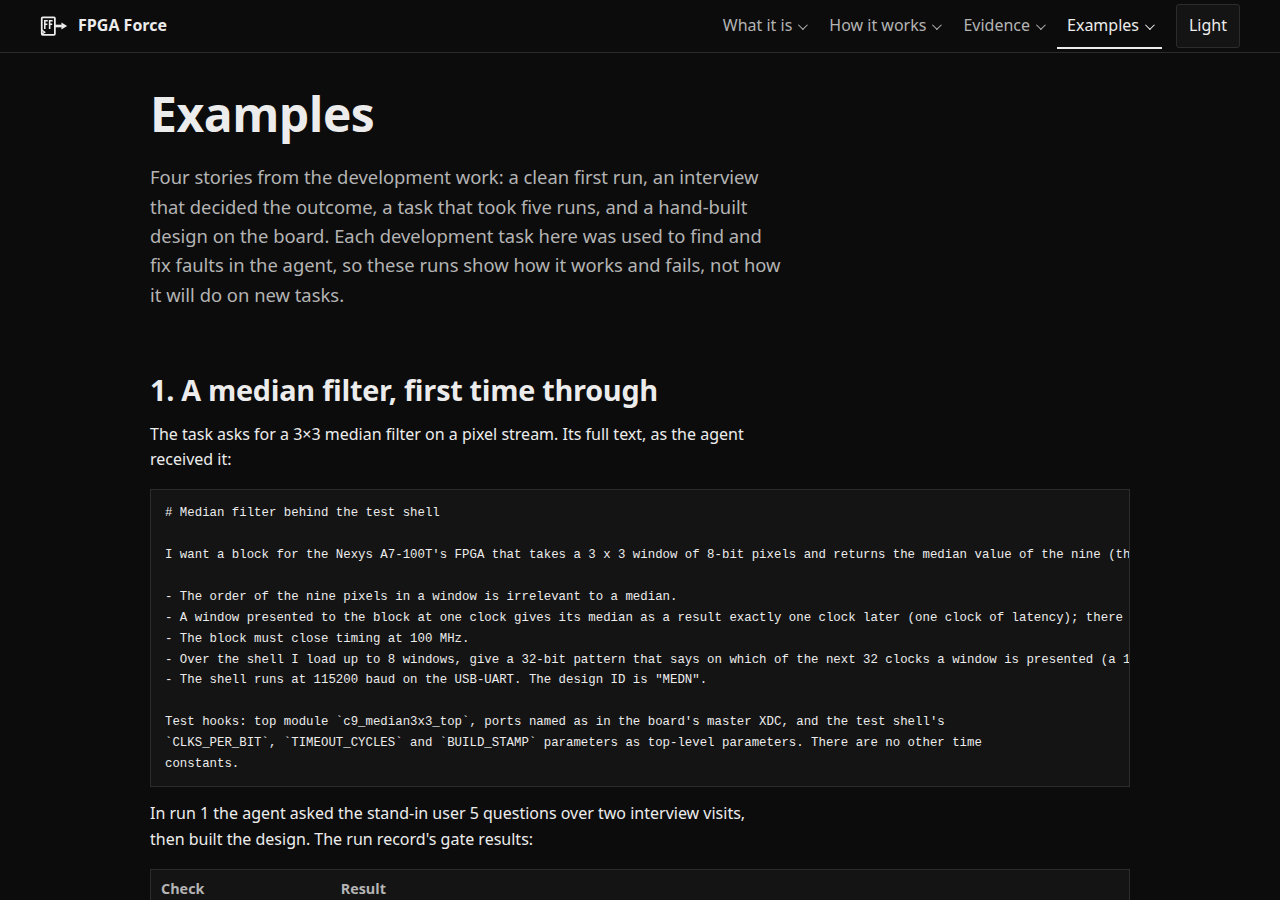 FF FPGA Force What it is How it works Evidence Examples Light
Examples
Four stories from the development work: a clean first run, an interview
that decided the outcome, a task that took five runs, and a hand-built
design on the board. Each development task here was used to find and
fix faults in the agent, so these runs show how it works and fails, not how
it will do on new tasks.
1. A median filter, first time through
The task asks for a 3×3 median filter on a pixel stream. Its full text, as the agent
received it:
# Median filter behind the test shell
I want a block for the Nexys A7-100T's FPGA that takes a 3 x 3 window of 8-bit pixels and returns the median value of the nine (th
- The order of the nine pixels in a window is irrelevant to a median.
- A window presented to the block at one clock gives its median as a result exactly one clock later (one clock of latency); there
- The block must close timing at 100 MHz.
- Over the shell I load up to 8 windows, give a 32-bit pattern that says on which of the next 32 clocks a window is presented (a 1
- The shell runs at 115200 baud on the USB-UART. The design ID is "MEDN".
Test hooks: top module `c9_median3x3_top`, ports named as in the board's master XDC, and the test shell's
`CLKS_PER_BIT`, `TIMEOUT_CYCLES` and `BUILD_STAMP` parameters as top-level parameters. There are no other time
constants.
In run 1 the agent asked the stand-in user 5 questions over two interview visits,
then built the design. The run record's gate results:
Check Result